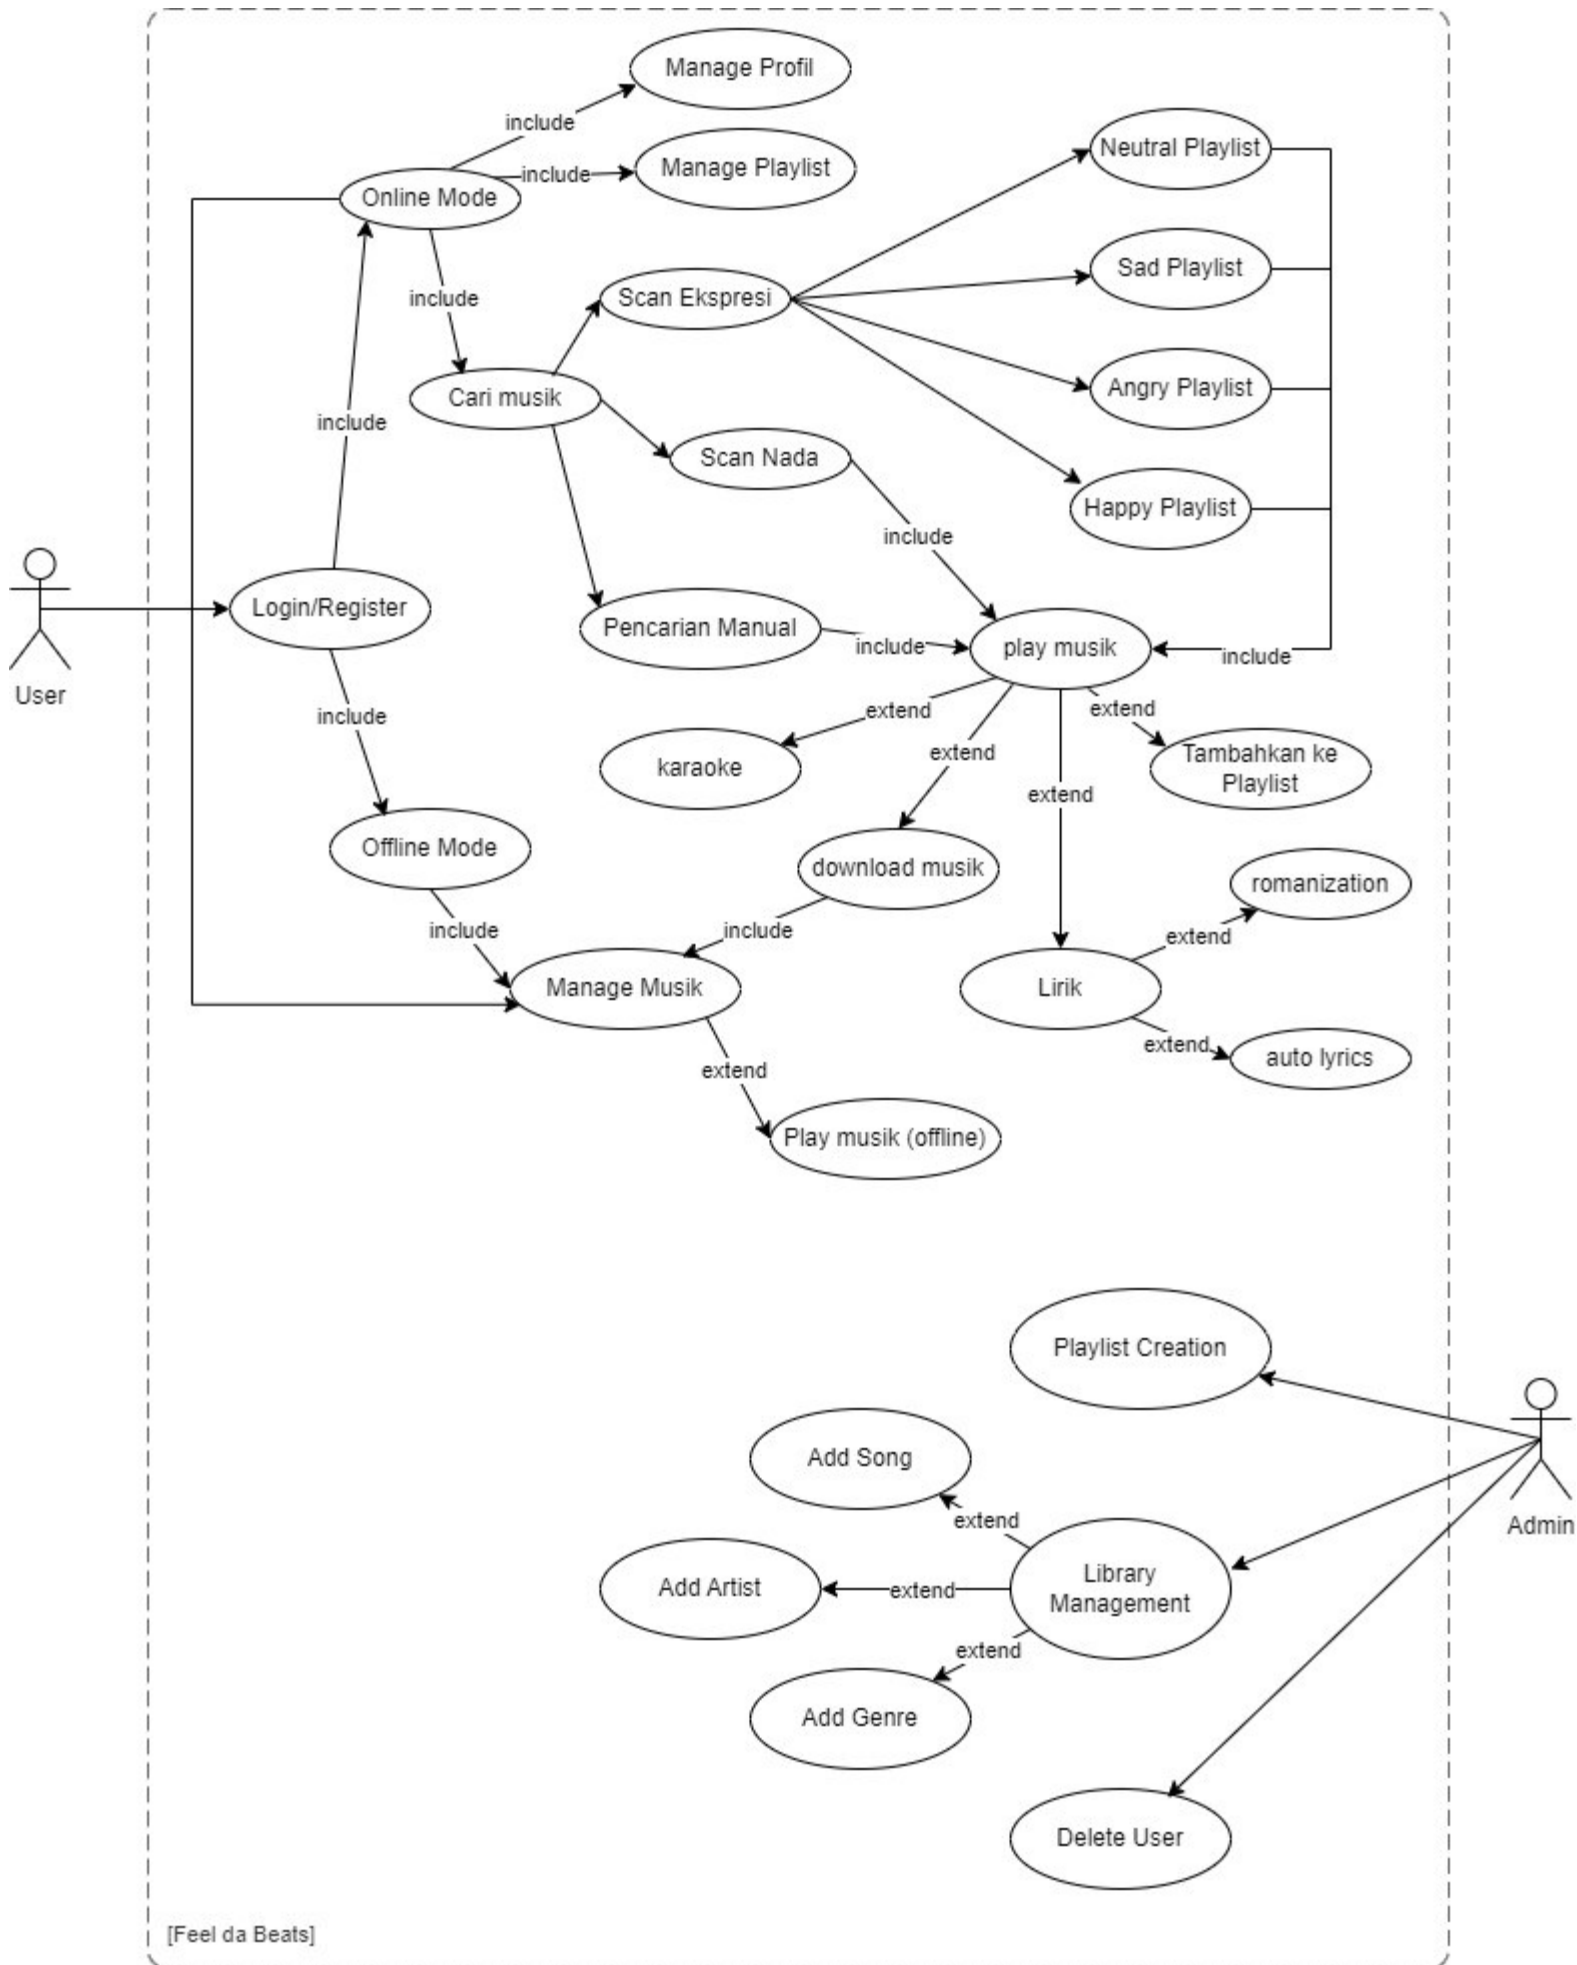 Manage Profil
include
Manage Playlist
include
Online Mode
Neutral Playlist
Sad Playlist
Scan Ekspresi
include
Angry Playlist
Cari musik
include
Scan Nada
Happy Playlist
include
Login/Register
Pencarian Manual
include
play musik
include
User
include
extend
extend
extend
karaoke
Tambahkan ke
Playlist
extend
Offline Mode
download musik
romanization
include
include
extend
Manage Musik
Lirik
extend
auto lyrics
extend
Play musik (offline)
Playlist Creation
Add Song
extend
Admin
Library
Management
Add Artist
extend
extend
Add Genre
Delete User
[Feel da Beats]